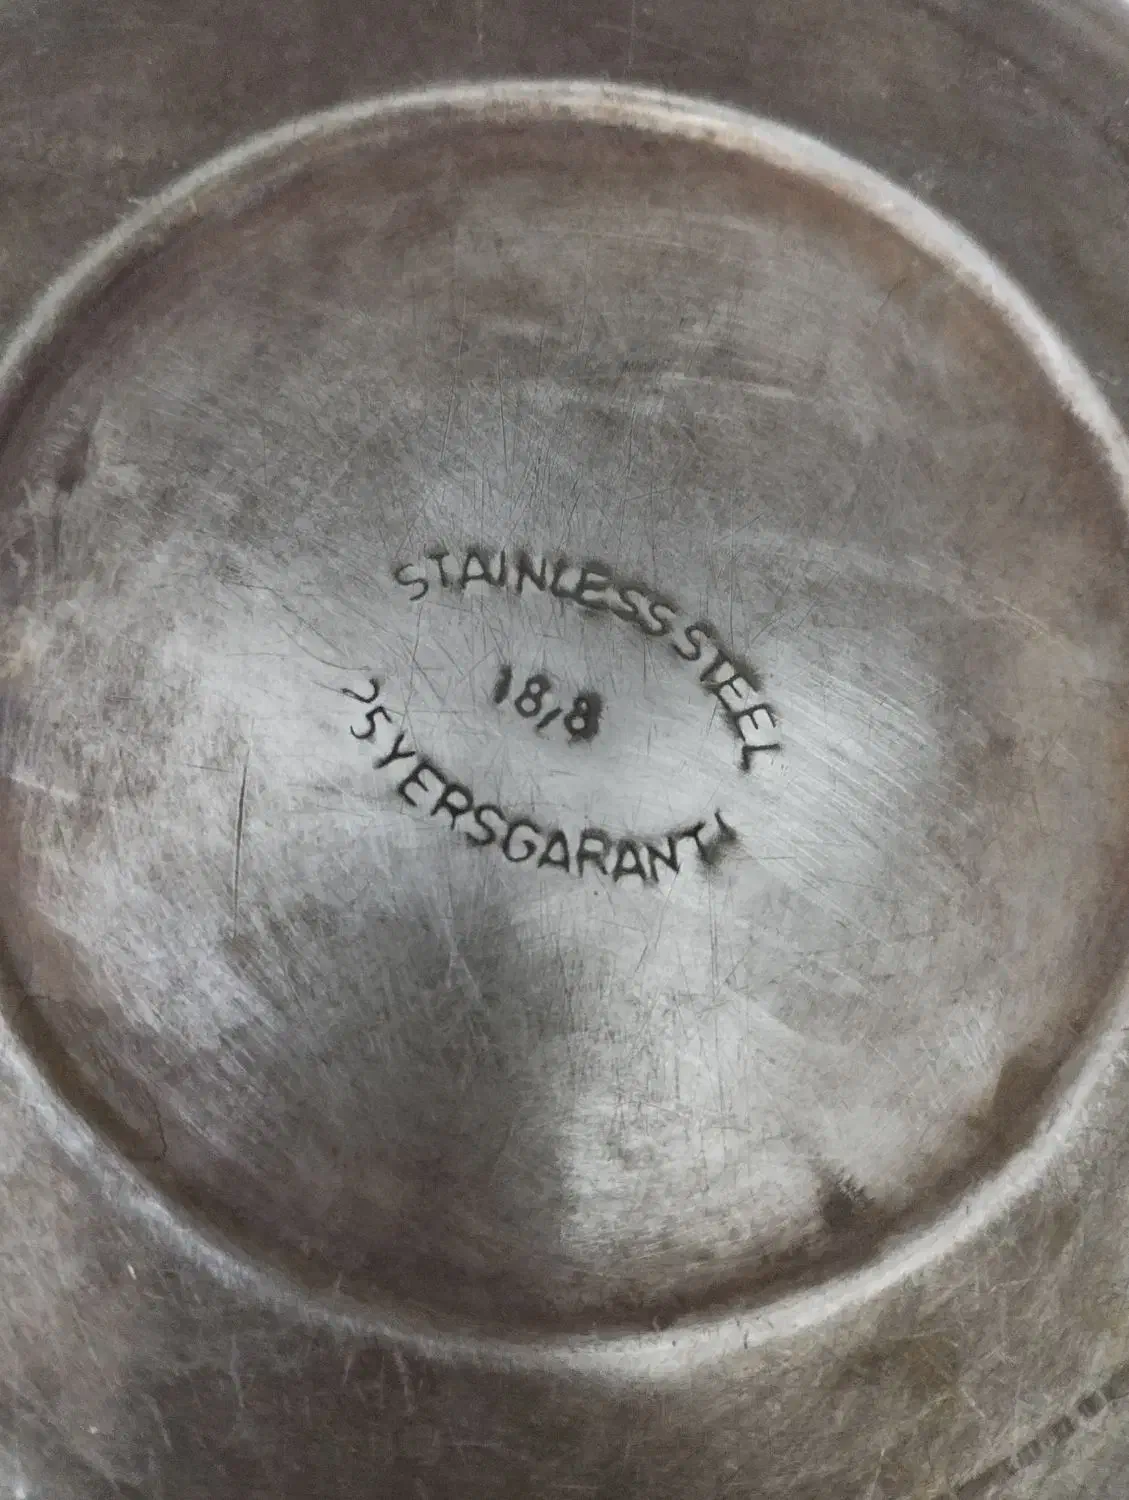 STAINLESS STEEL
18,8
25 YERSGARANTI